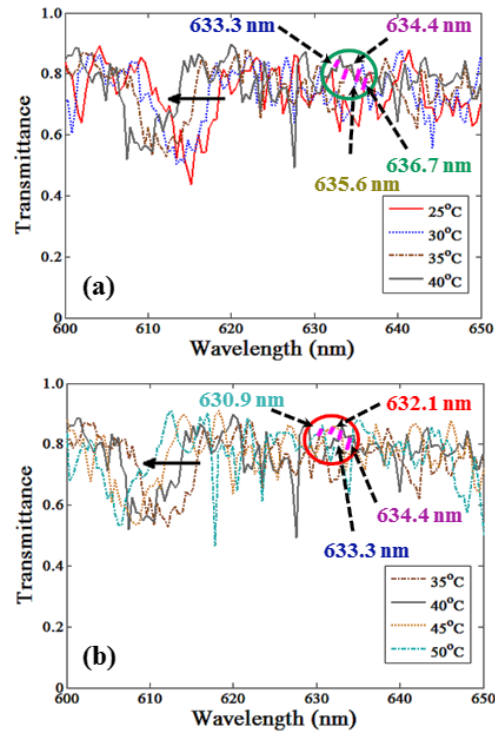 633.3 nm
634.4 nm
636.7 nm
635.6 nm
Transmittance
1
0.8
0.6
0.4
0.2
0
25°C
30°C
35°C
40°C
(a)
600
610
620
630
640
650
Wavelength (nm)
630.9 nm
632.1 nm
634.4 nm
633.3 nm
Transmittance
1.0
0.8
0.6
0.4
0.2
0
35°C
40°C
45°C
50°C
(b)
600
610
620
630
640
650
Wavelength (nm)